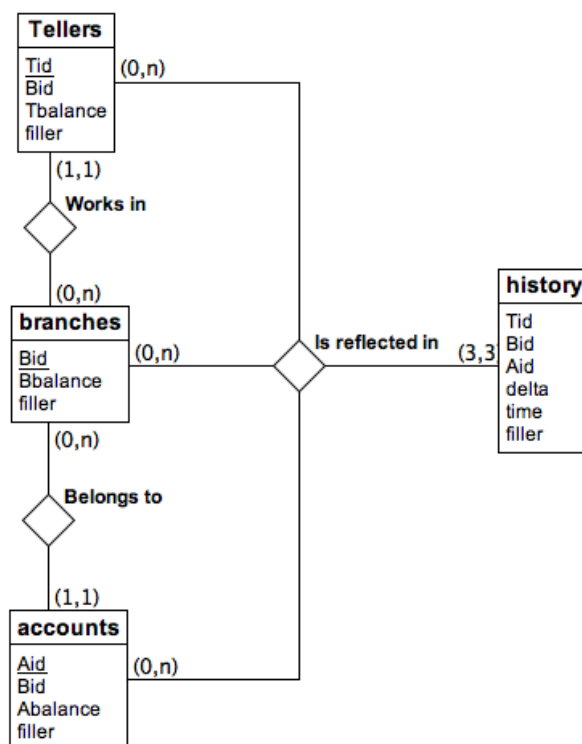 Tellers
Tid
Bid
Tbalance
filler
(0,n)
(1,1)
Works in
(0,n)
branches
Bid
Bbalance
filler
(0,n)
(0,n)
Is reflected in
(3,3)
history
Tid
Bid
Aid
delta
time
filler
Belongs to
(1,1)
accounts
Aid
Bid
Abalance
filler
(0,n)